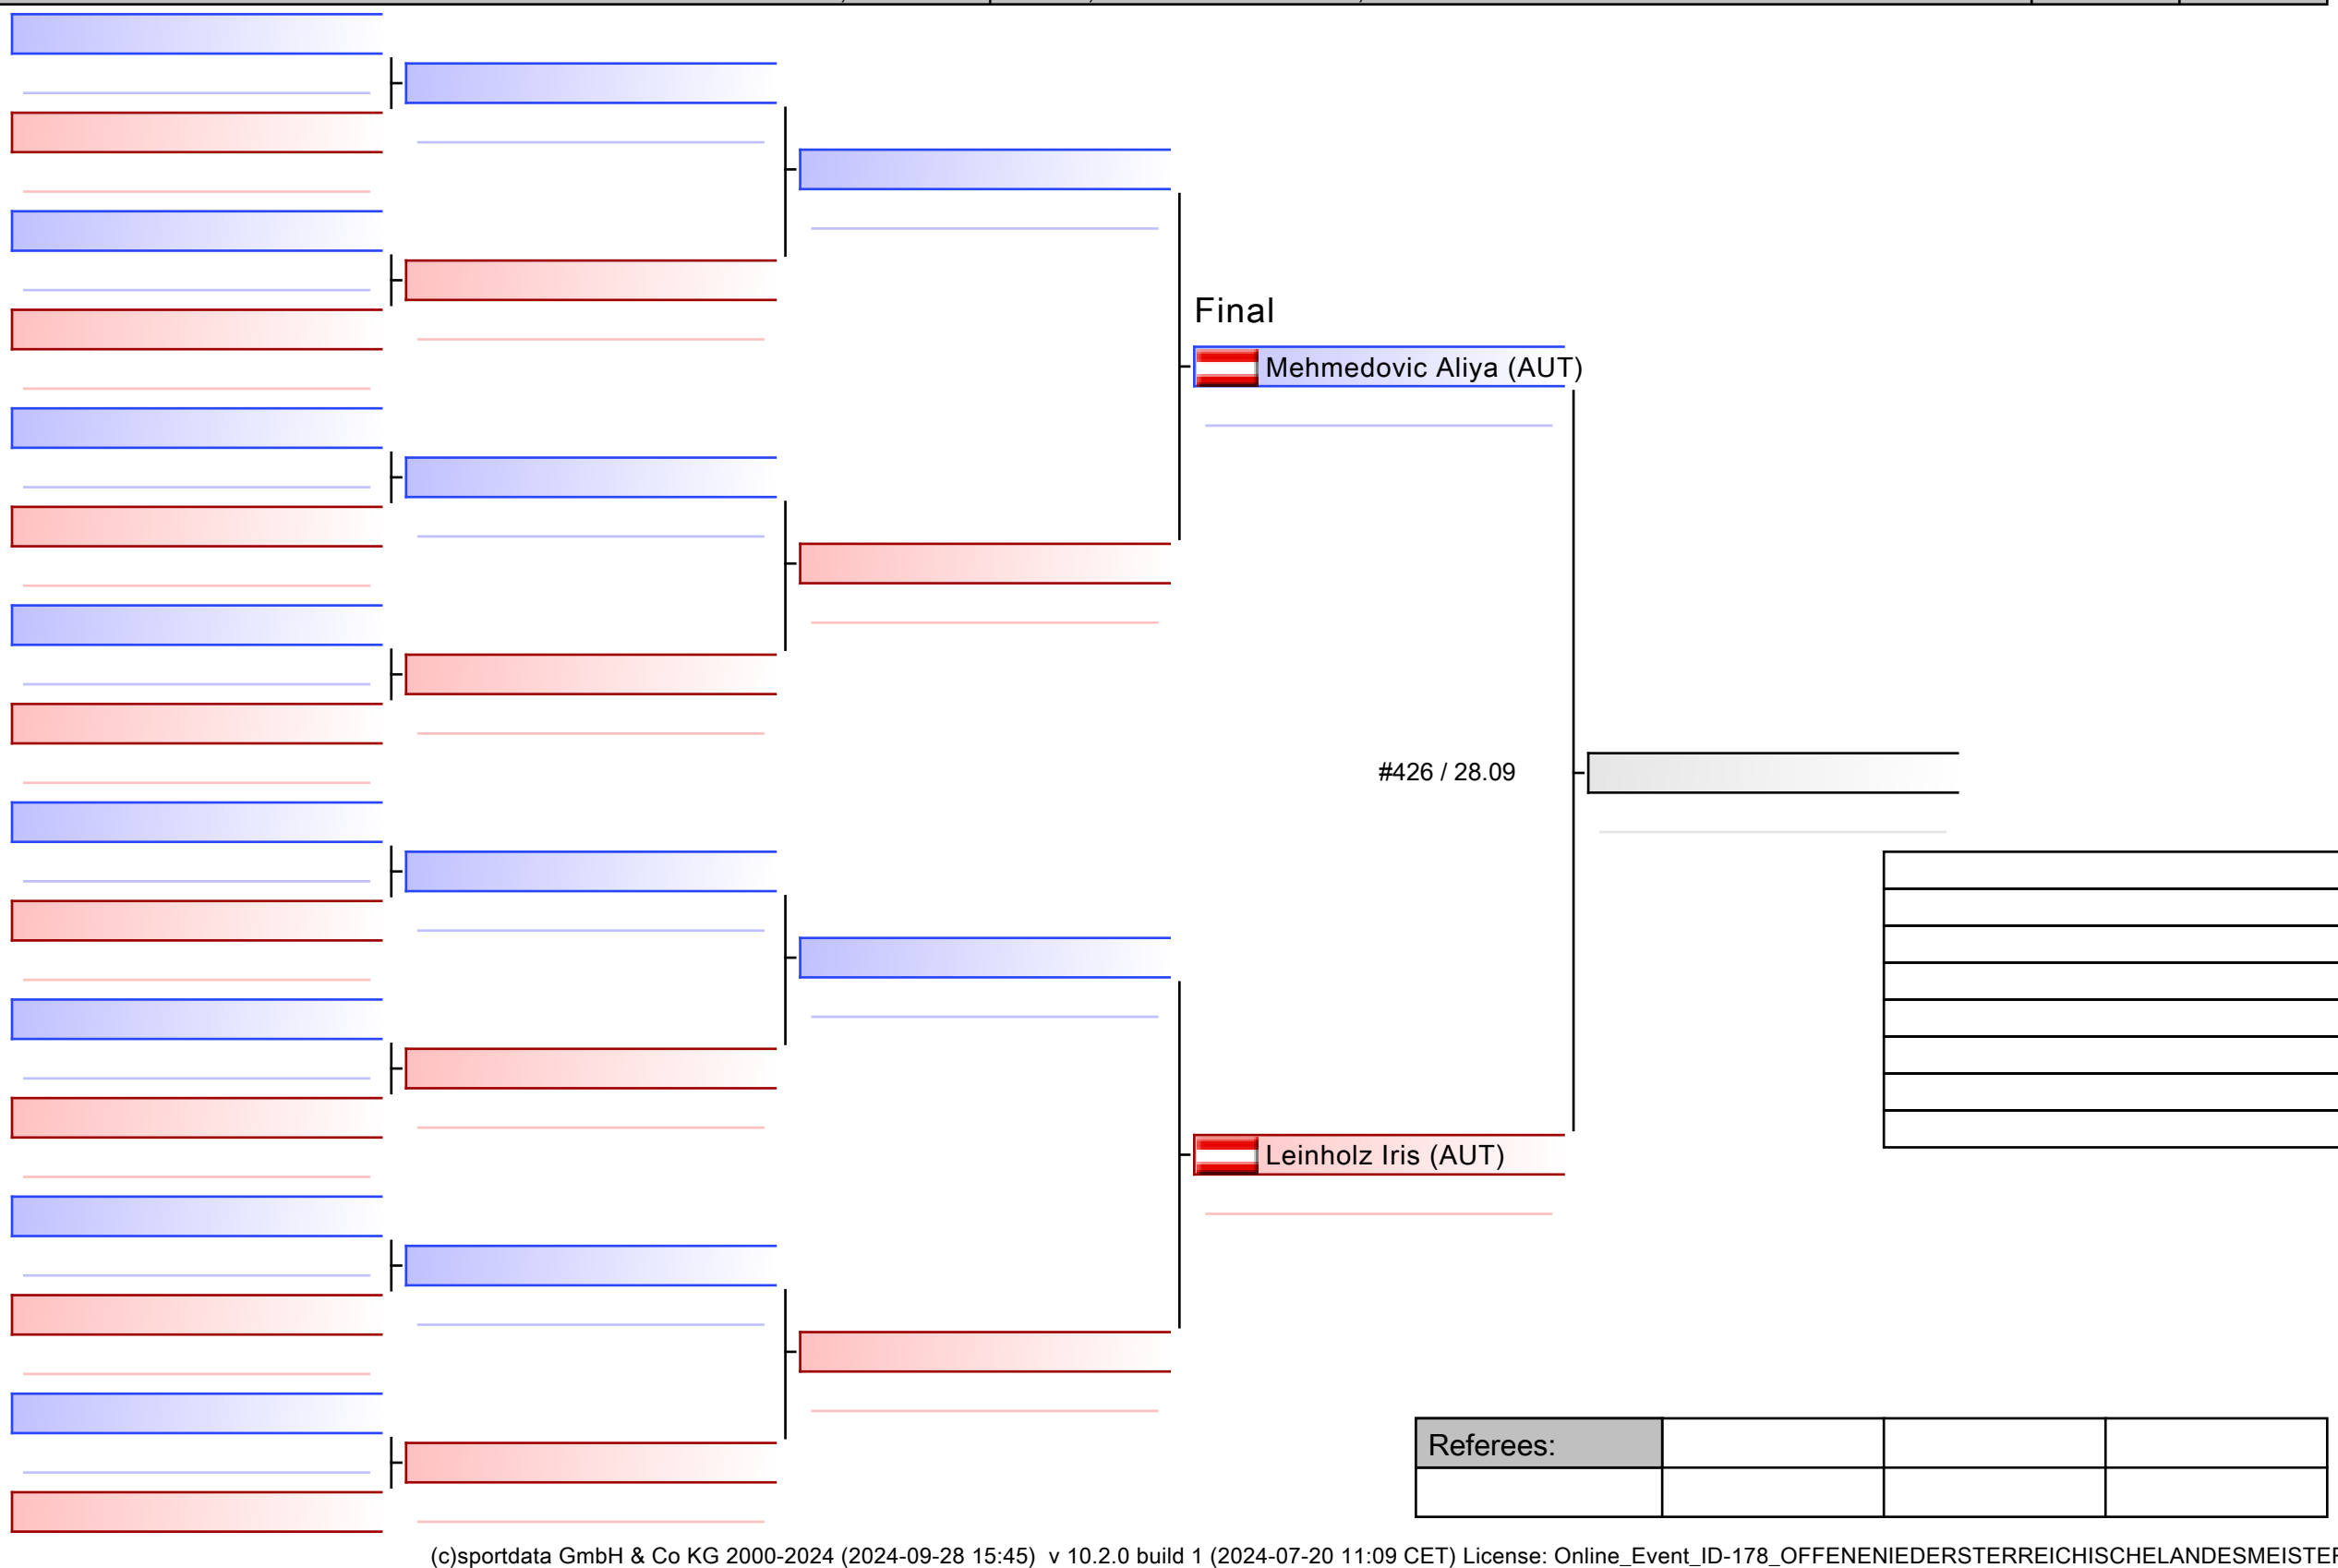 Final
Mehmedovic Aliya (AUT)
#426 / 28.09
Leinholz Iris (AUT)
Referees:
(c)sportdata GmbH & Co KG 2000-2024 (2024-09-28 15:45) v 10.2.0 build 1 (2024-07-20 11:09 CET) License: Online_Event_ID-178_OFFENENIEDERSTERREICHISCHELANDESMEISTER